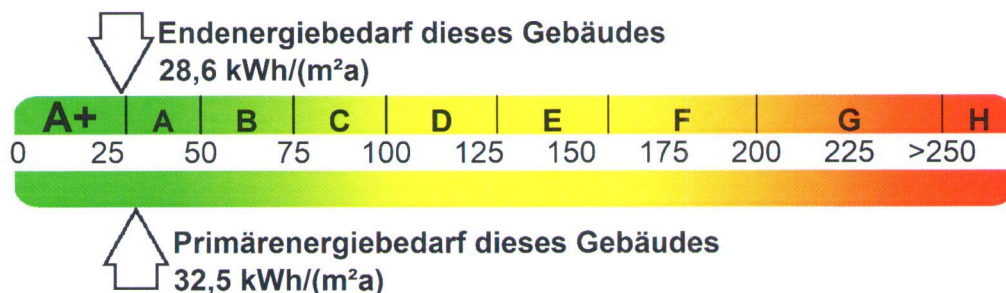 Endenergiebedarf dieses Gebäudes
28,6 kWh/(m²a)
A+ A B C D E F G H
0 25 50 75 100 125 150 175 200 225 >250
Primärenergiebedarf dieses Gebäudes
32,5 kWh/(m²a)